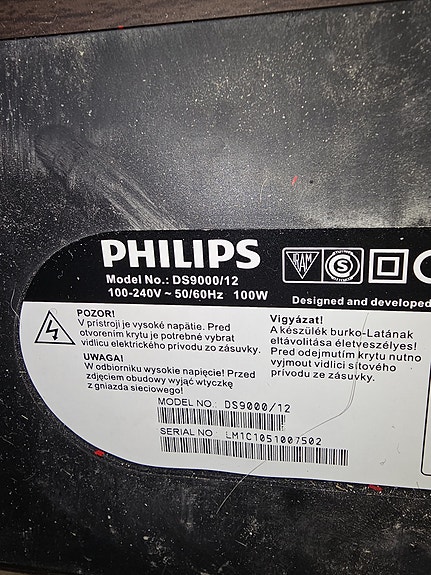 PHILIPS
Model No.: DS9000/12
100-240V ~ 50/60Hz 100W
Designed and developed
POZOR!
V prístroji je vysoké napätie. Pred
otvorením krytu je potrebné vybrat
vidlicu elektrického prívodu zo zásuvky.
UWAGA!
W odbiorniku wysokie napięcie! Przed
zdjęciem obudowy wyjąć wtyczkę
z gniazda sieciowego!
Vigyázat!
A készülék burko-Latának
eltávolitása életveszélyes!
Pred odejmutím krytu nutno
vyjmout vidlici sítového
prívodu ze zásuvky.
MODEL NO.: DS9000/12
SERIAL NO.: LM1C1051007502